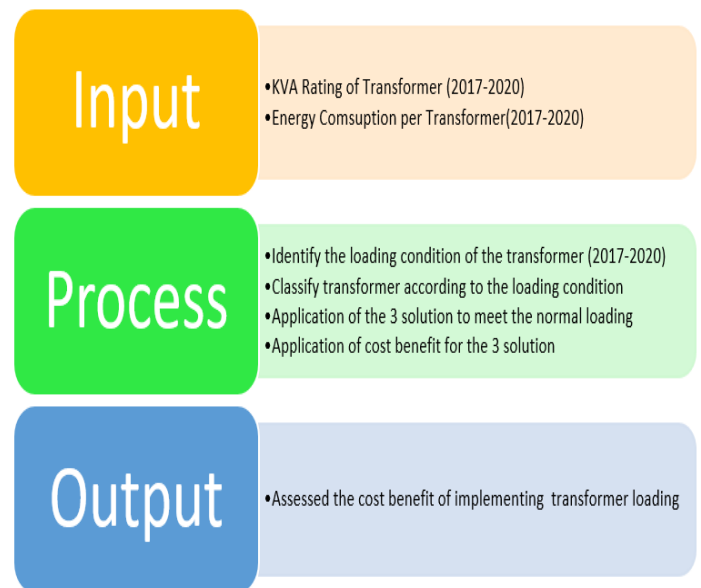 Input
•KVA Rating of Transformer (2017-2020)
•Energy Comsuption per Transformer(2017-2020)
Process
•Identify the loading condition of the transformer (2017-2020)
•Classify transformer according to the loading condition
•Application of the 3 solution to meet the normal loading
•Application of cost benefit for the 3 solution
Output
•Assessed the cost benefit of implementing transformer loading